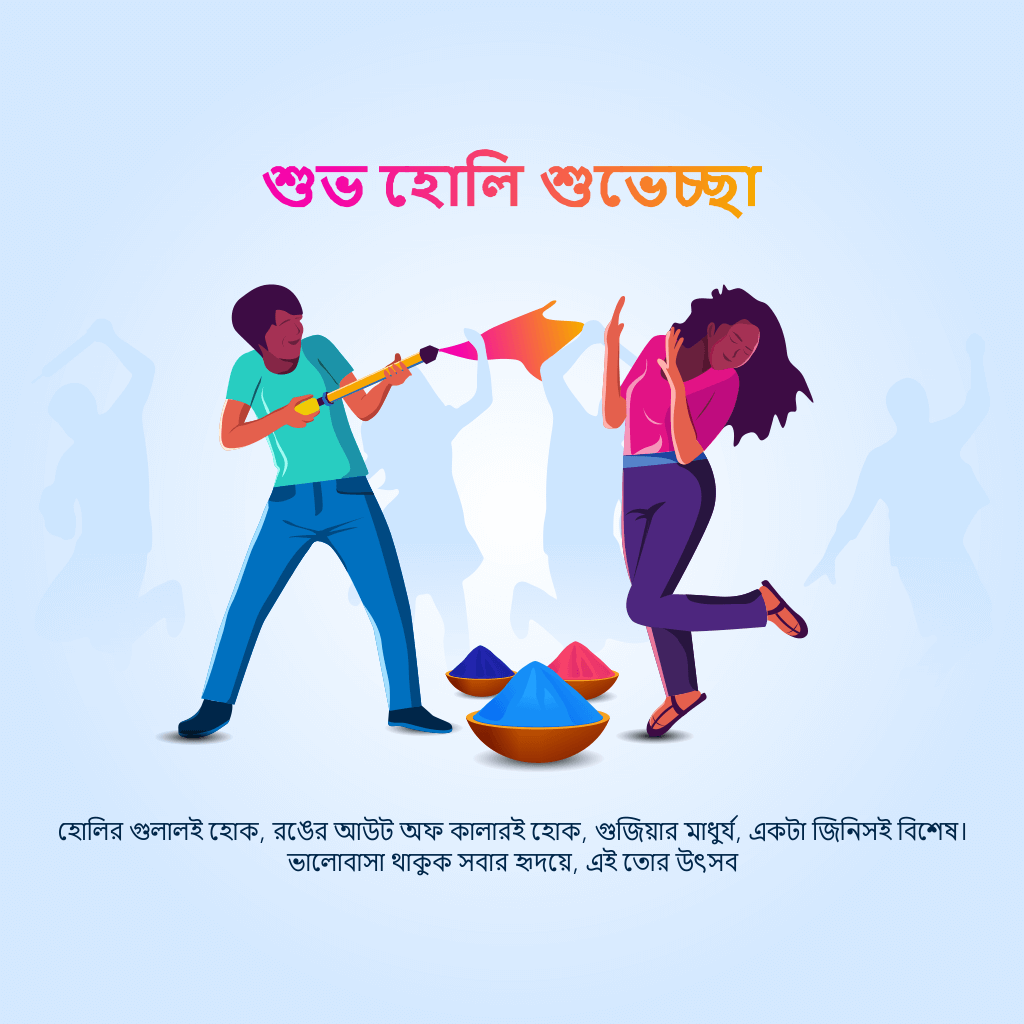 শুভ হোলি শুভেচ্ছা
হোলির গুলালই হোক, রঙের আউট অফ কালারই হোক, গুজিয়ার মাধুর্য, একটা জিনিসই বিশেষ।
ভালোবাসা থাকুক সবার হৃদয়ে, এই তোর উৎসব